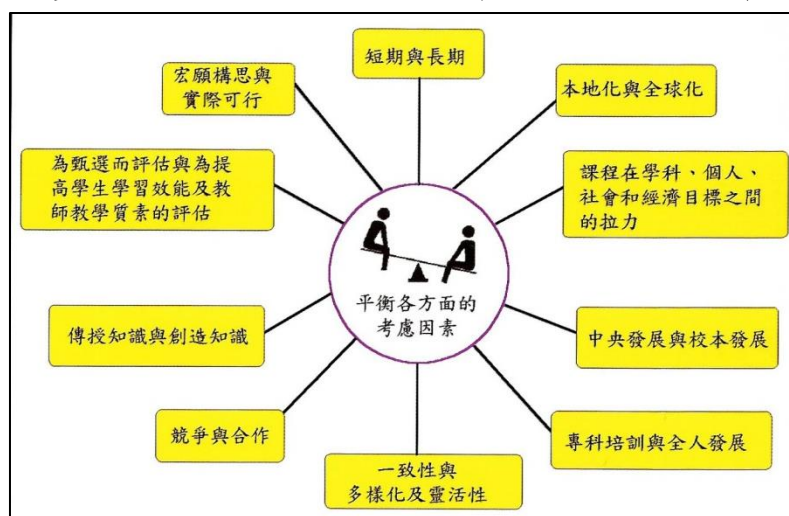 短期與長期
宏願構思與
實際可行
本地化與全球化
為甄選而評估與為提
高學生學習效能及教
師教學質素的評估
課程在學科、個人、
社會和經濟目標之間
的拉力
平衡各方面的
考慮因素
傳授知識與創造知識
中央發展與校本發展
競爭與合作
專科培訓與全人發展
一致性與
多樣化及靈活性